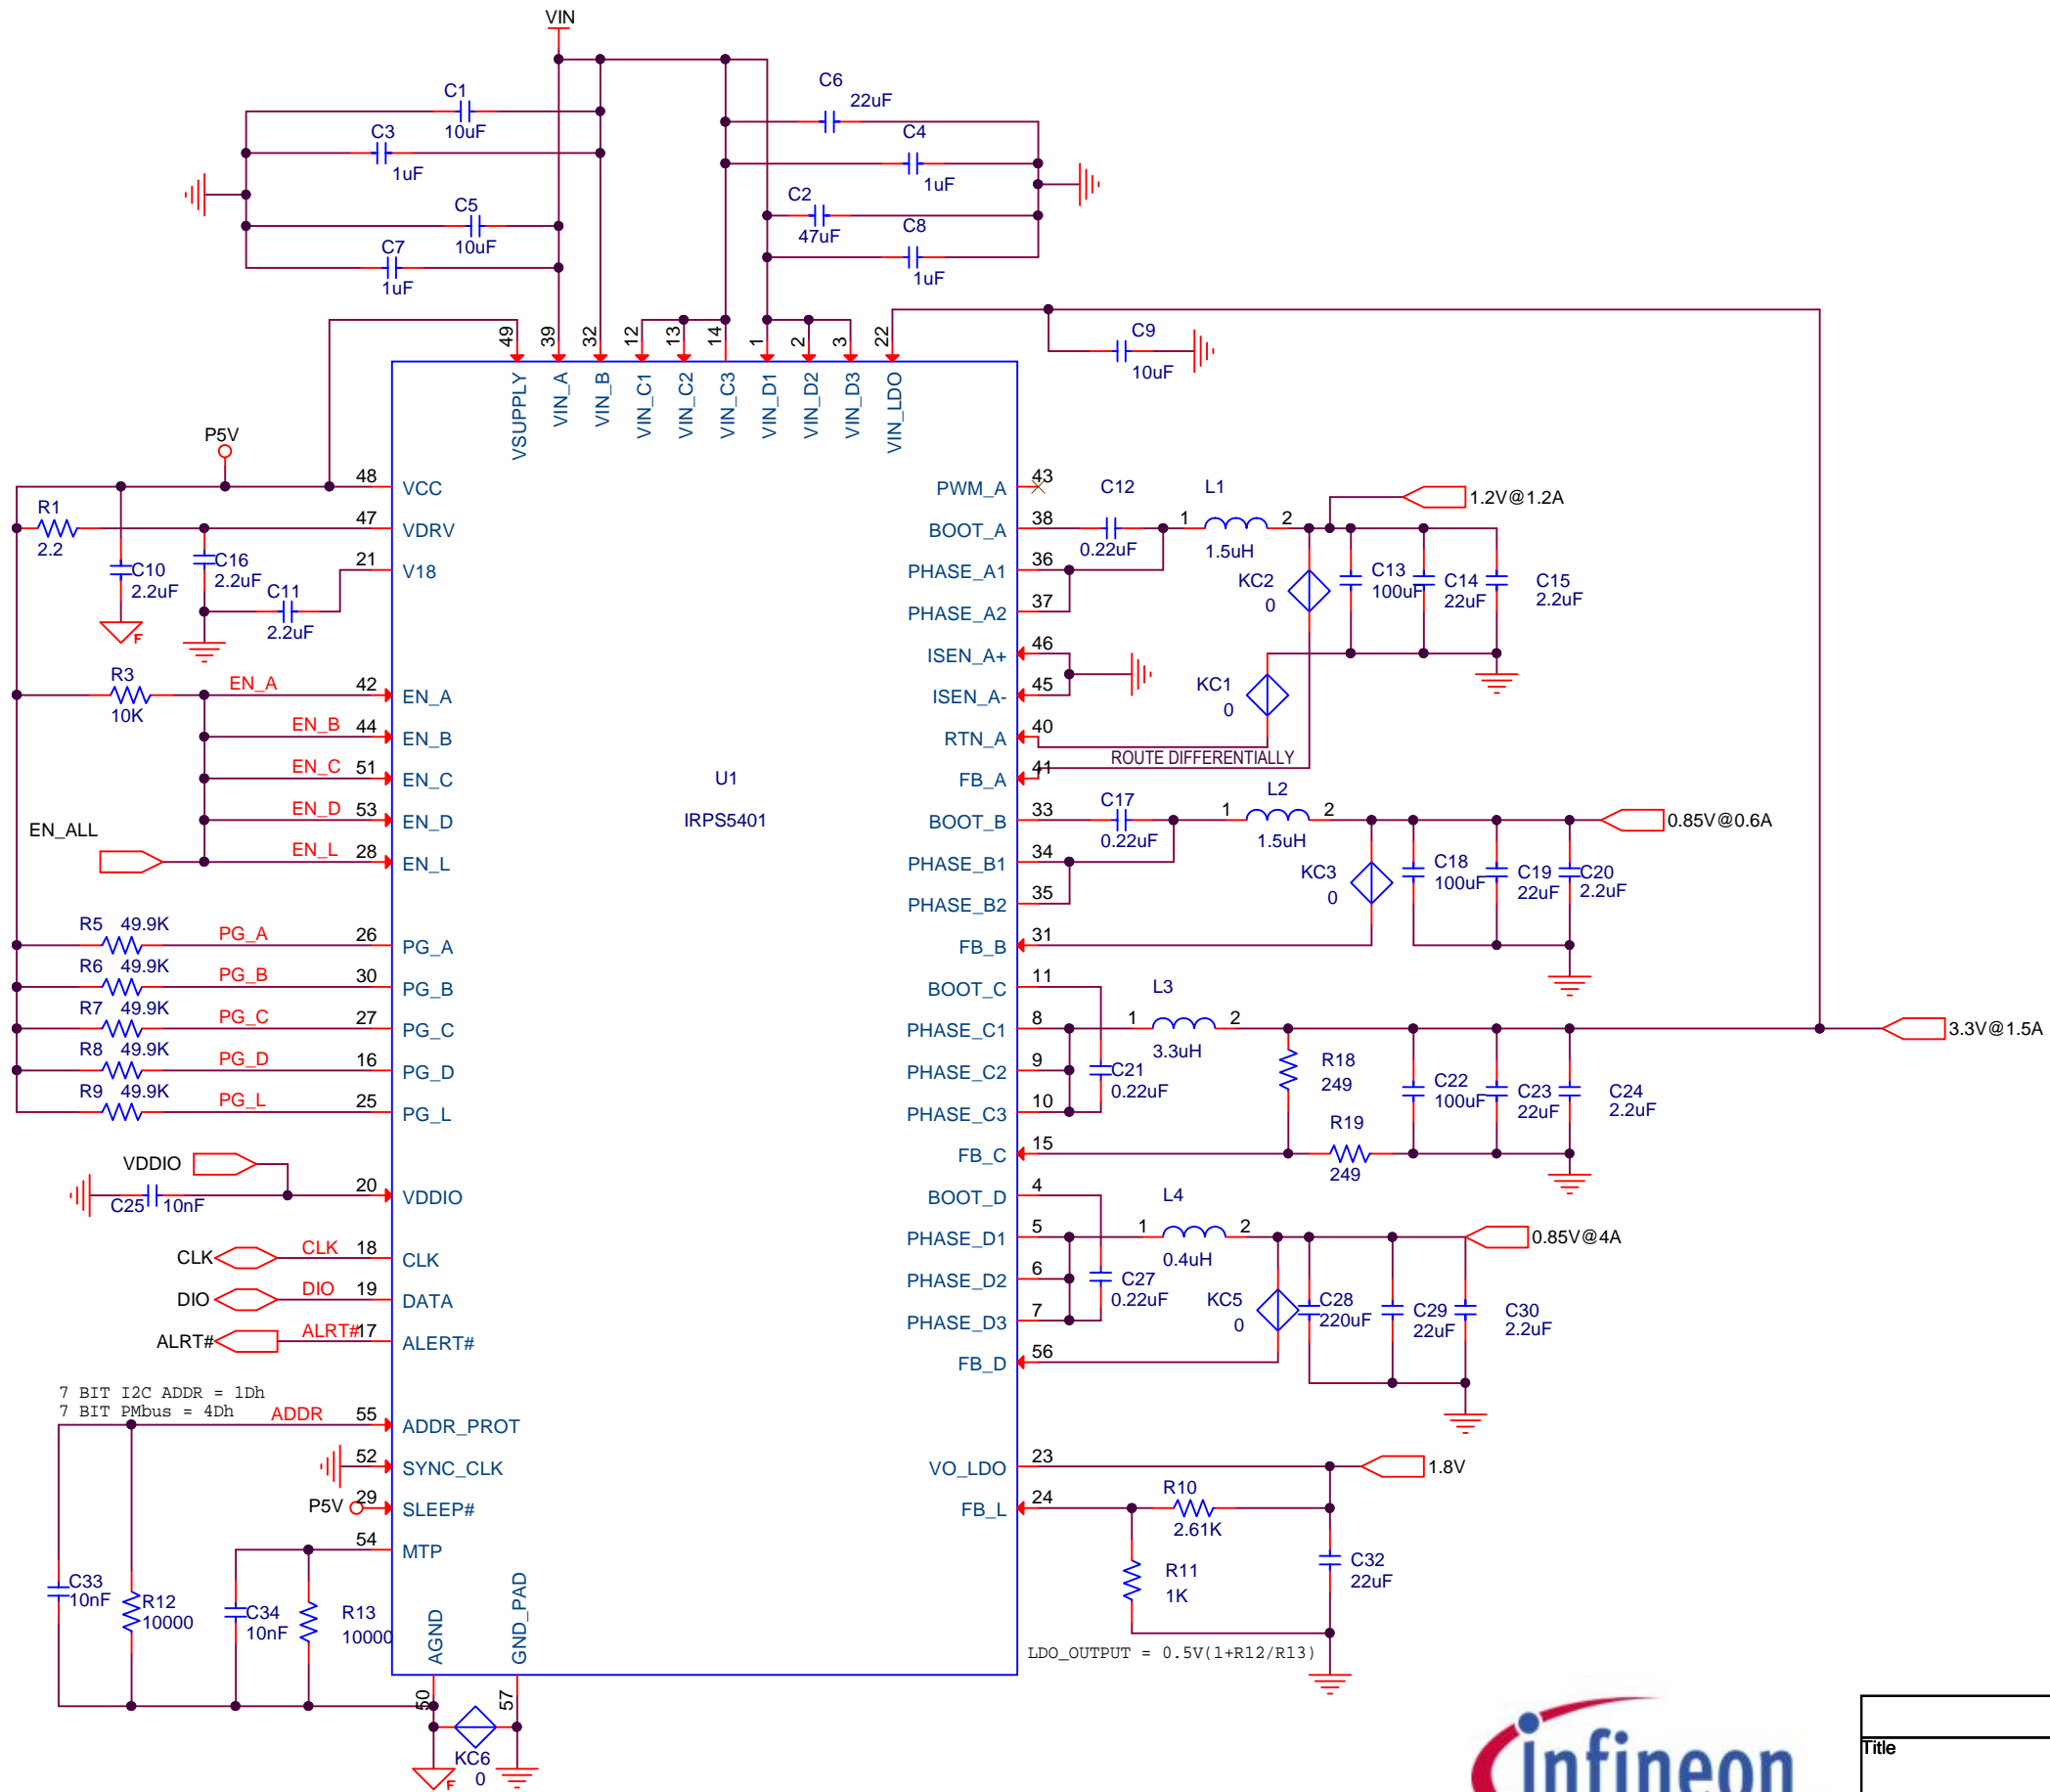 VIN
C1
10uF
C3
1uF
C5
10uF
C7
1uF
C6
22uF
C4
1uF
C2
47uF
C8
1uF
C9
10uF
49
39
32
12
13
14
1
2
3
22
VSUPPLY
VIN_A
VIN_B
VIN_C1
VIN_C2
VIN_C3
VIN_D1
VIN_D2
VIN_D3
VIN_LDO
P5V
48 VCC
R1
2.2
47 VDRV
C10
2.2uF
C16
2.2uF
21 V18
C11
2.2uF
F
R3
10K
EN_A 42 EN_A
EN_B 44 EN_B
EN_C 51 EN_C
EN_D 53 EN_D
EN_ALL
EN_L 28 EN_L
R5 49.9K PG_A 26 PG_A
R6 49.9K PG_B 30 PG_B
R7 49.9K PG_C 27 PG_C
R8 49.9K PG_D 16 PG_D
R9 49.9K PG_L 25 PG_L
VDDIO
C25 10nF
20 VDDIO
CLK CLK 18 CLK
DIO DIO 19 DATA
ALRT# ALRT# 17 ALERT#
7 BIT I2C ADDR = 1Dh
7 BIT PMbus = 4Dh
ADDR 55 ADDR_PROT
52 SYNC_CLK
P5V 29 SLEEP#
54 MTP
C33
10nF
R12
10000
C34
10nF
R13
10000
AGND
GND_PAD
50
57
KC6
0
F
U1
IRPS5401
PWM_A 43
BOOT_A 38
PHASE_A1 36
PHASE_A2 37
ISEN_A+ 46
ISEN_A- 45
RTN_A 40
ROUTE DIFFERENTIALLY
FB_A 41
C12
0.22uF
L1
1 2
1.5uH
1.2V@1.2A
KC2
0
C13
100uF
C14
22uF
C15
2.2uF
KC1
0
BOOT_B 33
PHASE_B1 34
PHASE_B2 35
FB_B 31
C17
0.22uF
L2
1 2
1.5uH
0.85V@0.6A
KC3
0
C18
100uF
C19
22uF
C20
2.2uF
BOOT_C 11
PHASE_C1 8
PHASE_C2 9
PHASE_C3 10
FB_C 15
C21
0.22uF
L3
1 2
3.3uH
3.3V@1.5A
R18
249
R19
249
C22
100uF
C23
22uF
C24
2.2uF
BOOT_D 4
PHASE_D1 5
PHASE_D2 6
PHASE_D3 7
FB_D 56
C27
0.22uF
L4
1 2
0.4uH
0.85V@4A
KC5
0
C28
220uF
C29
22uF
C30
2.2uF
VO_LDO 23
1.8V
FB_L 24
R10
2.61K
R11
1K
C32
22uF
LDO_OUTPUT = 0.5V(1+R12/R13)
infineon
Title